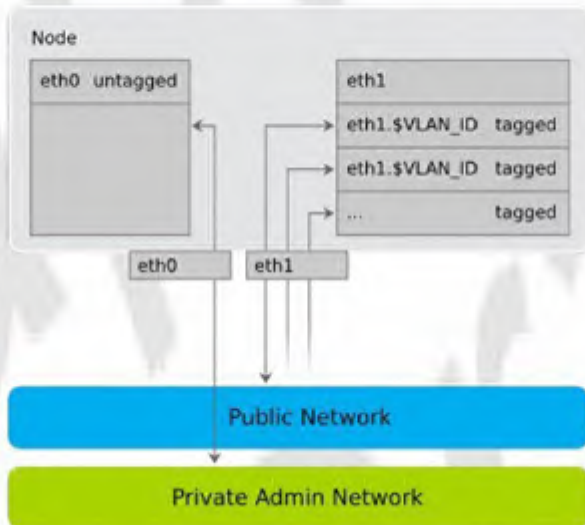 Node
eth0 untagged
eth1
eth1.$VLAN_ID tagged
eth1.$VLAN_ID tagged
... tagged
eth0
eth1
Public Network
Private Admin Network